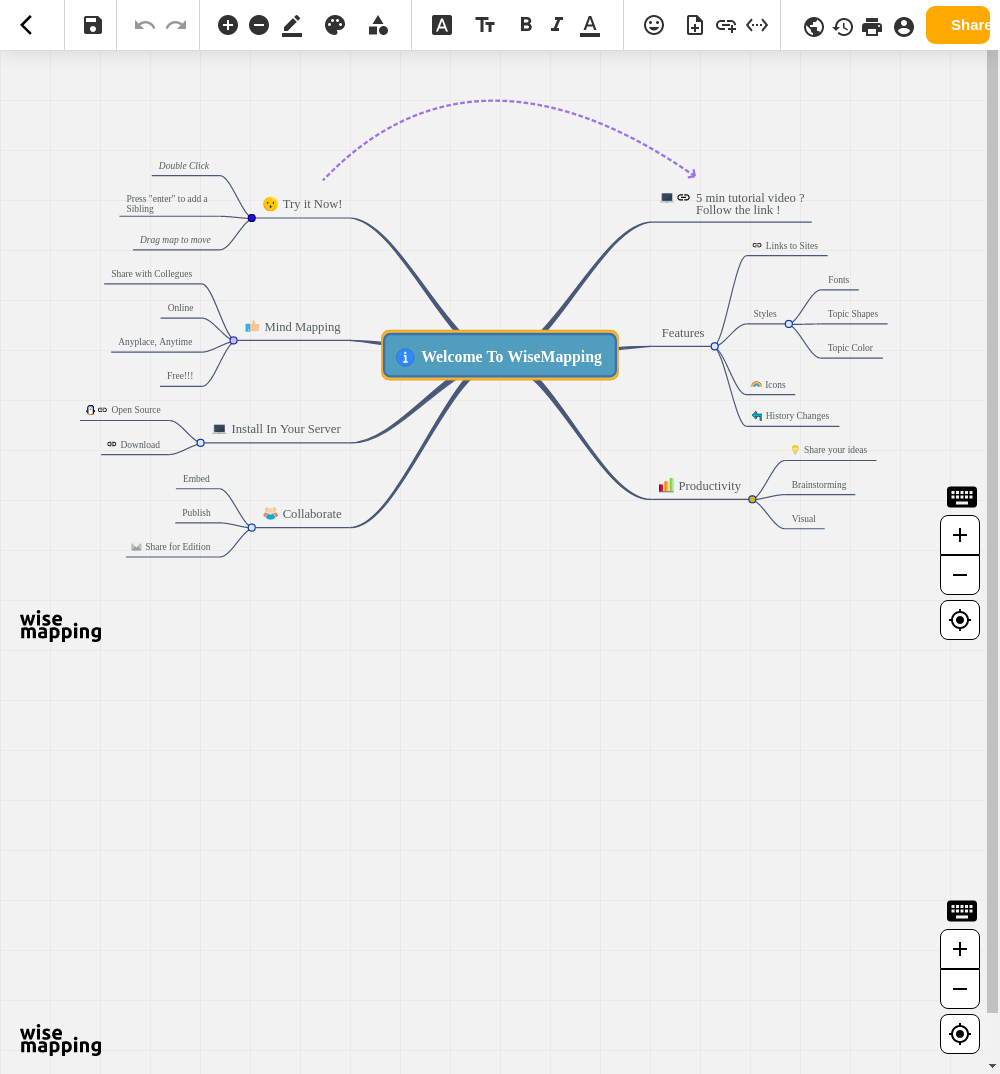 Share
Double Click
Press "enter" to add a
Sibling
Drag map to move
Try it Now!
5 min tutorial video ?
Follow the link !
Links to Sites
Share with Collegues
Online
Anyplace, Anytime
Free!!!
Mind Mapping
Welcome To WiseMapping
Features
Styles
Fonts
Topic Shapes
Topic Color
Icons
History Changes
Open Source
Download
Install In Your Server
Embed
Publish
Share for Edition
Collaborate
Productivity
Share your ideas
Brainstorming
Visual
wise
mapping
wise
mapping